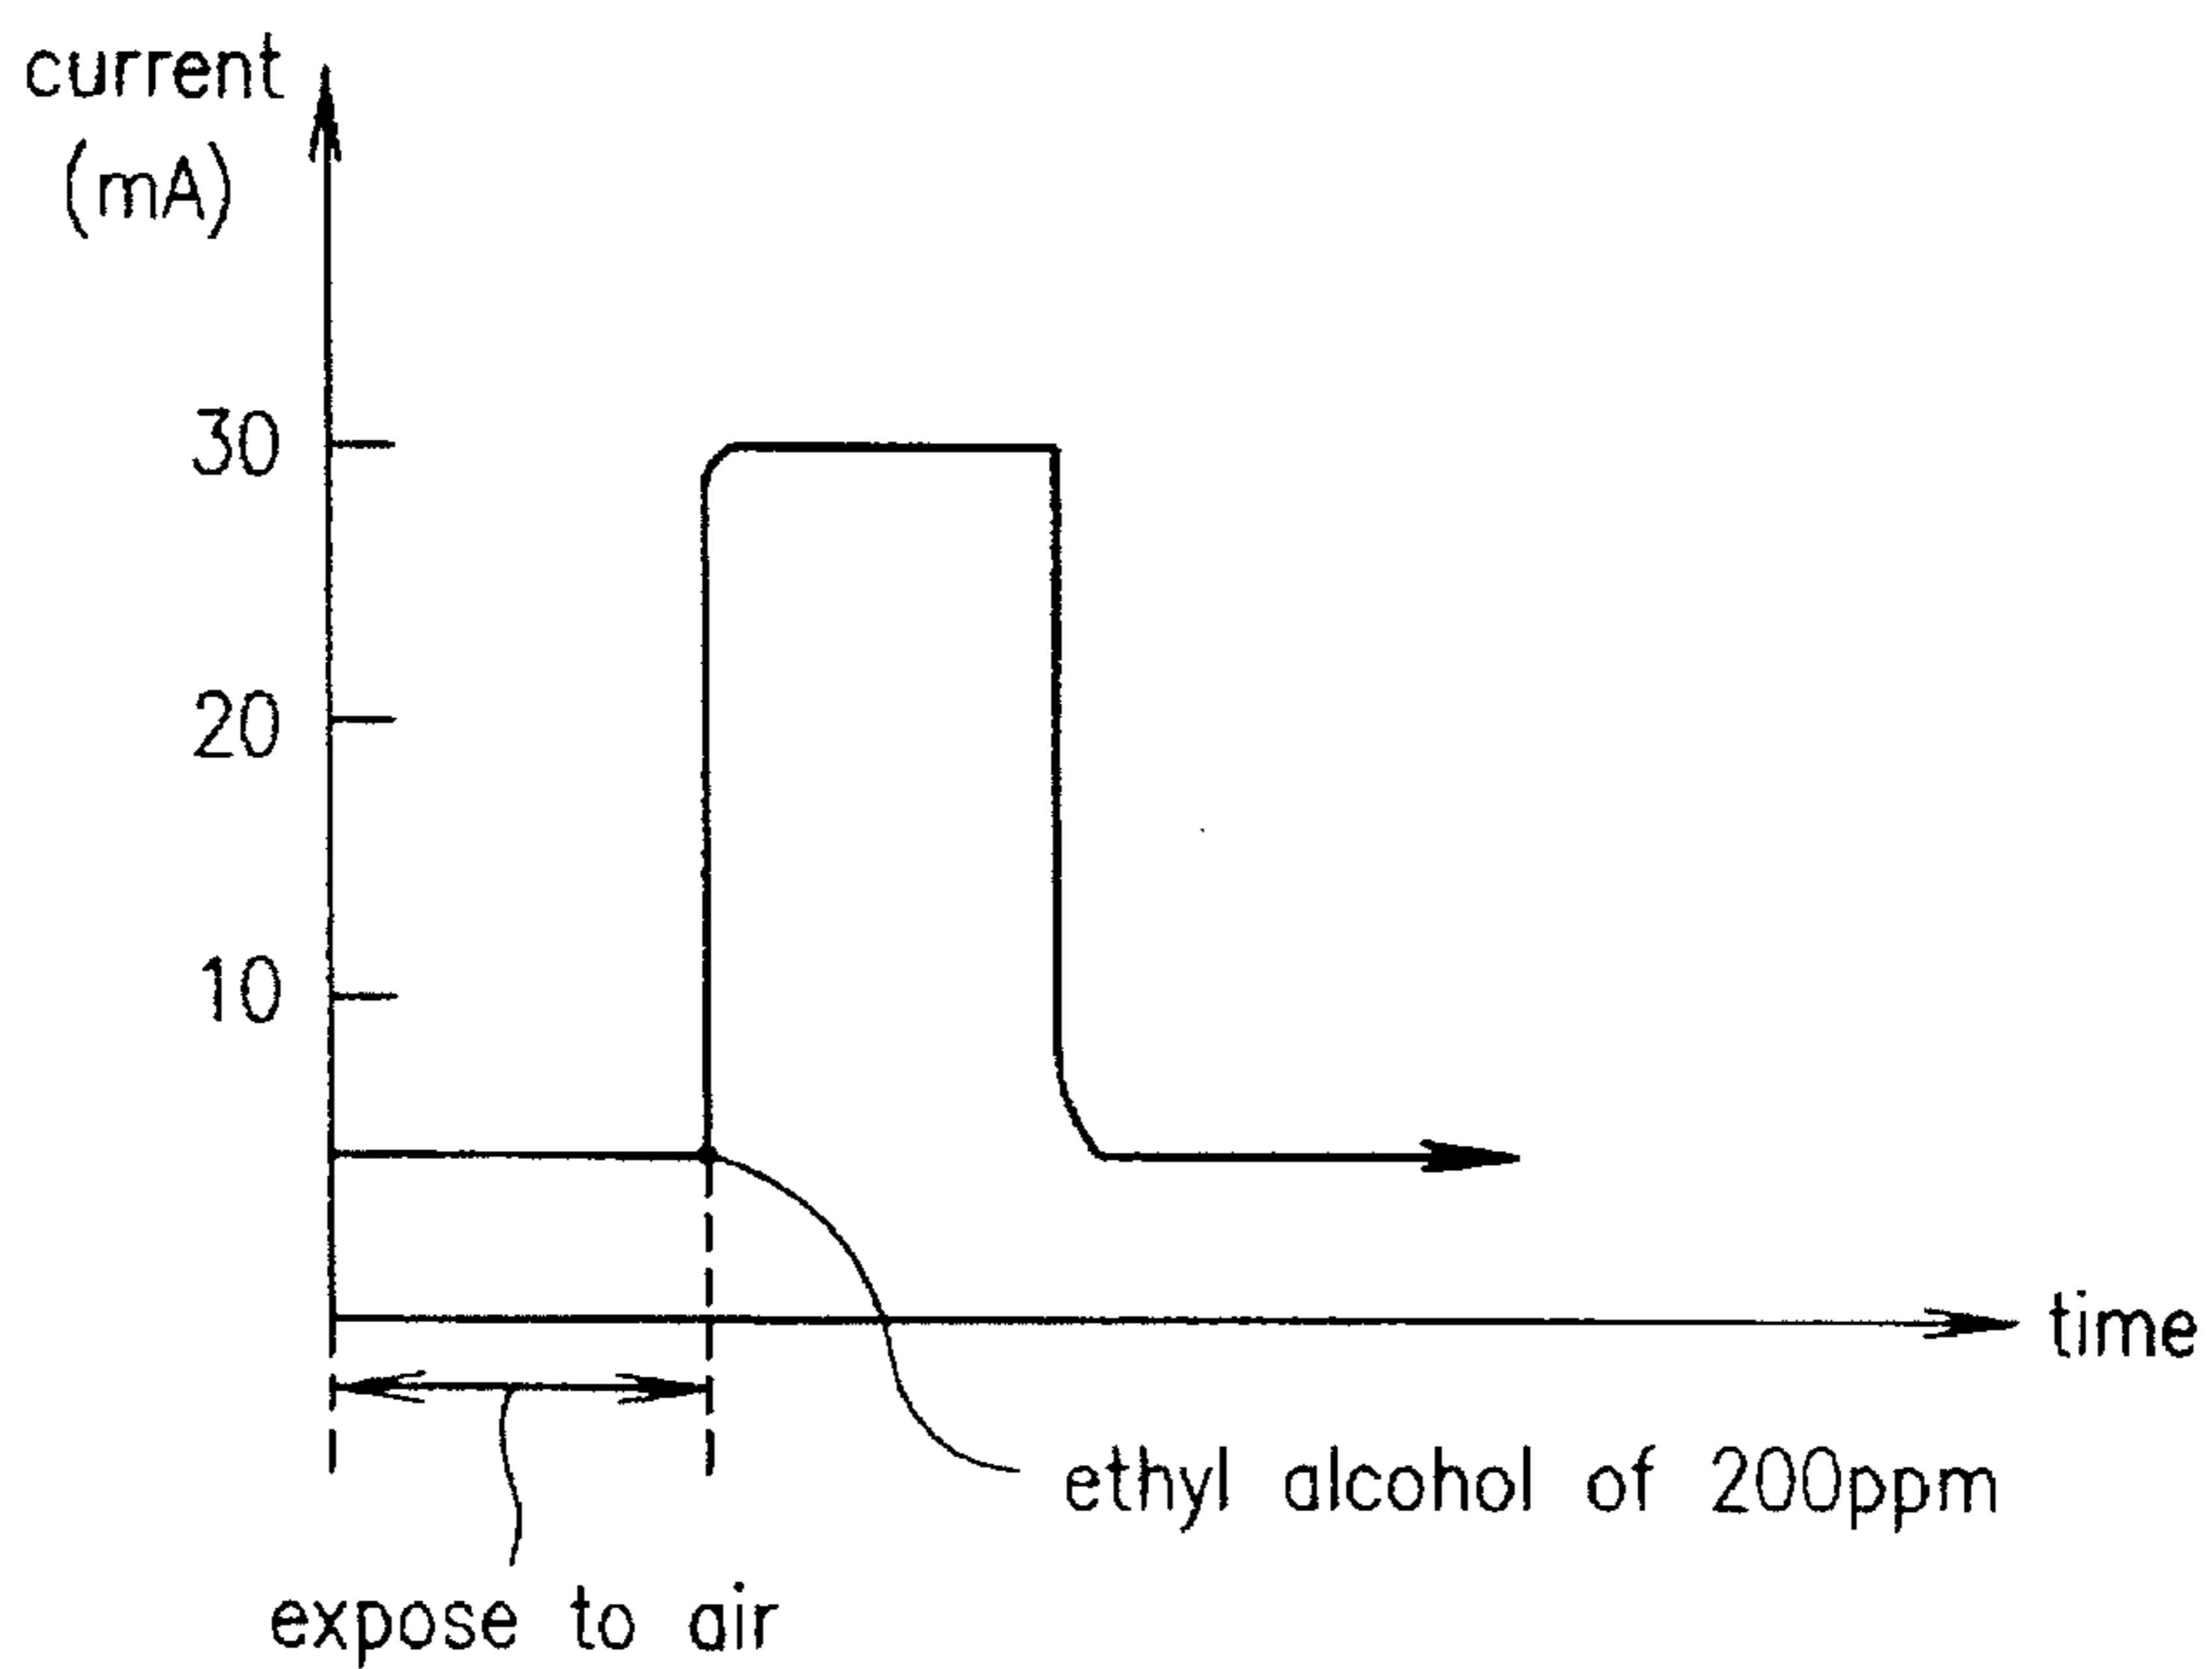 current
(mA)
30
20
10
time
ethyl alcohol of 200ppm
expose to air